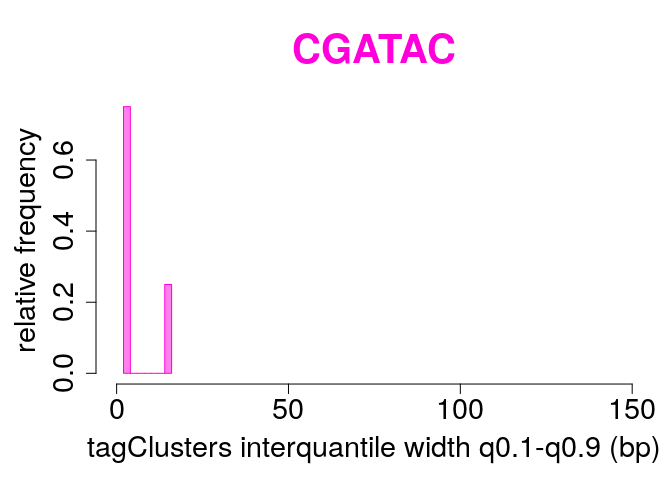 CGATAC
relative frequency
0.6
0.4
0.2
0.0
0 50 100 150
tagClusters interquantile width q0.1-q0.9 (bp)